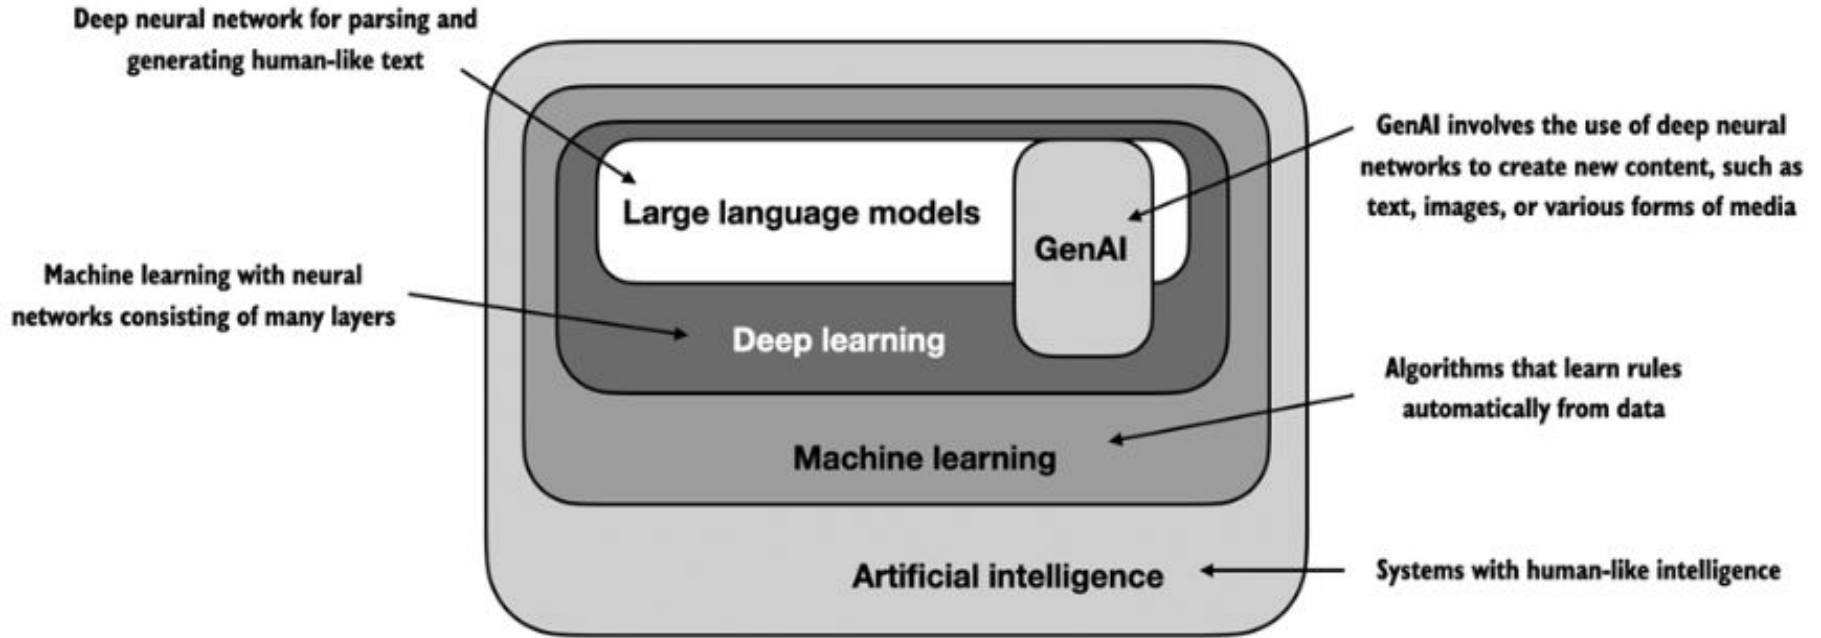 Deep neural network for parsing and
generating human-like text
GenAI involves the use of deep neural
networks to create new content, such as
text, images, or various forms of media
Large language models
GenAI
Machine learning with neural
networks consisting of many layers
Deep learning
Algorithms that learn rules
automatically from data
Machine learning
Artificial intelligence
Systems with human-like intelligence